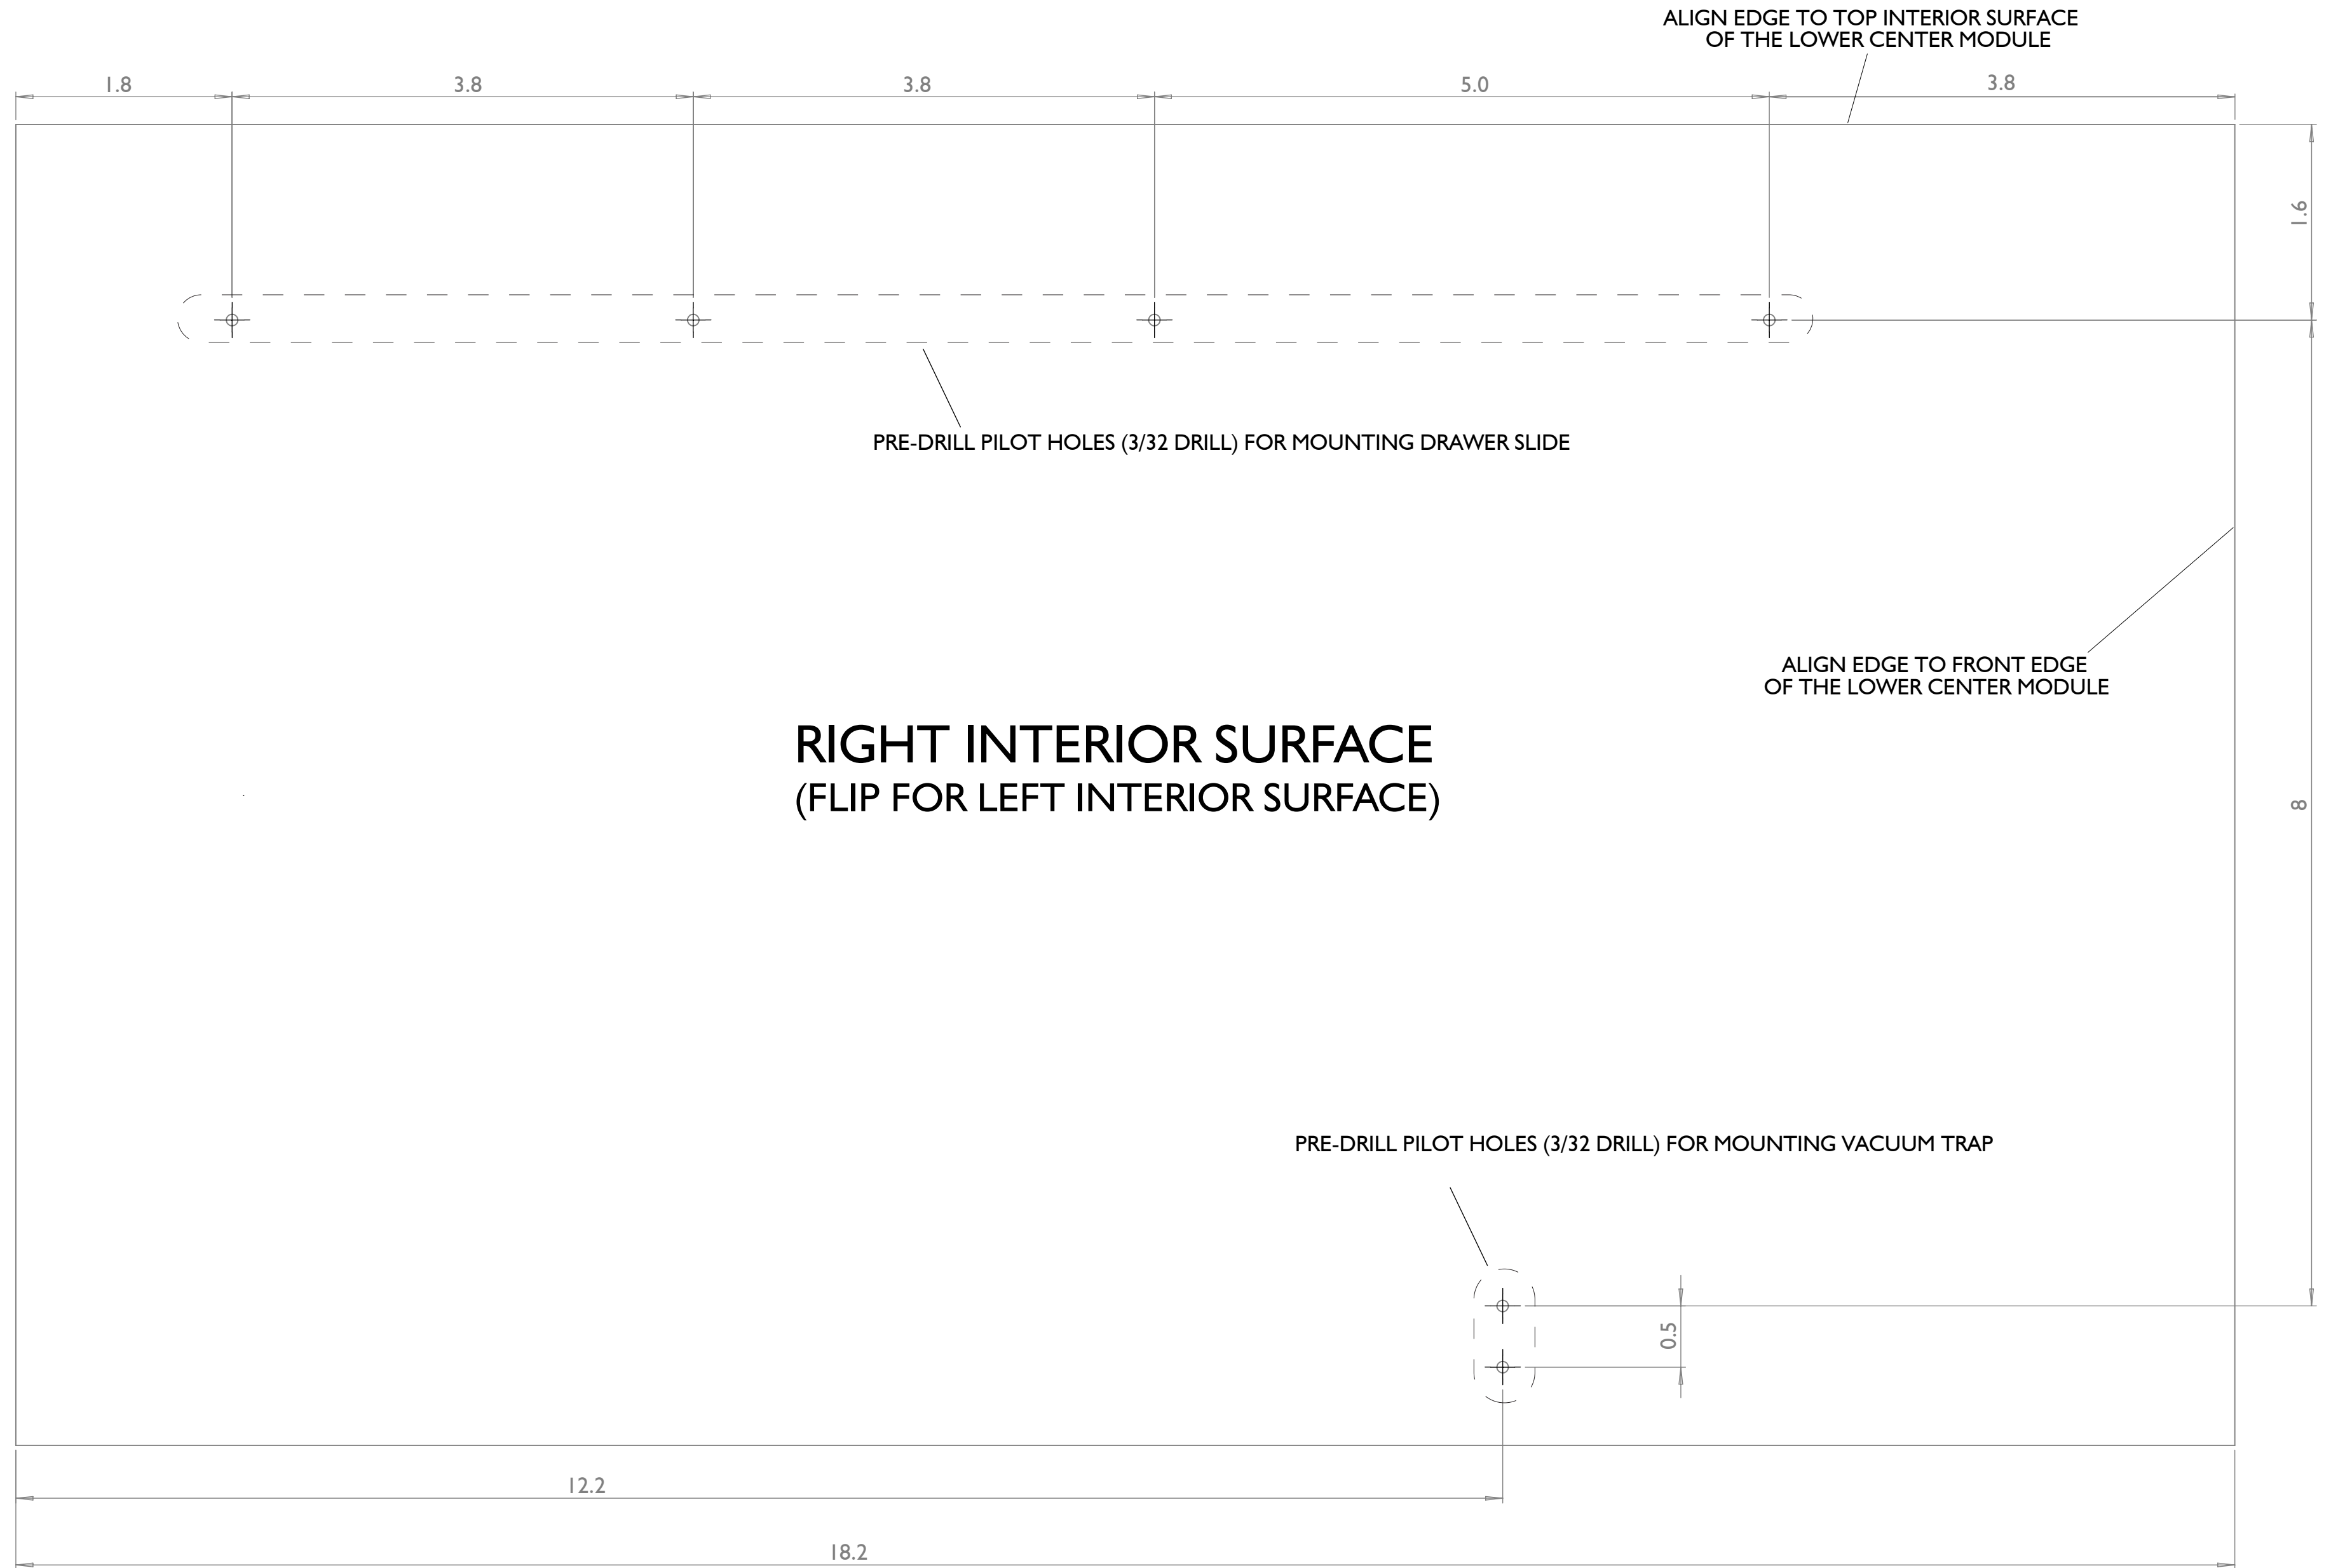 ALIGN EDGE TO TOP INTERIOR SURFACE
OF THE LOWER CENTER MODULE
1.8
3.8
3.8
5.0
3.8
1.6
PRE-DRILL PILOT HOLES (3/32 DRILL) FOR MOUNTING DRAWER SLIDE
ALIGN EDGE TO FRONT EDGE
OF THE LOWER CENTER MODULE
RIGHT INTERIOR SURFACE
(FLIP FOR LEFT INTERIOR SURFACE)
8
PRE-DRILL PILOT HOLES (3/32 DRILL) FOR MOUNTING VACUUM TRAP
0.5
12.2
18.2